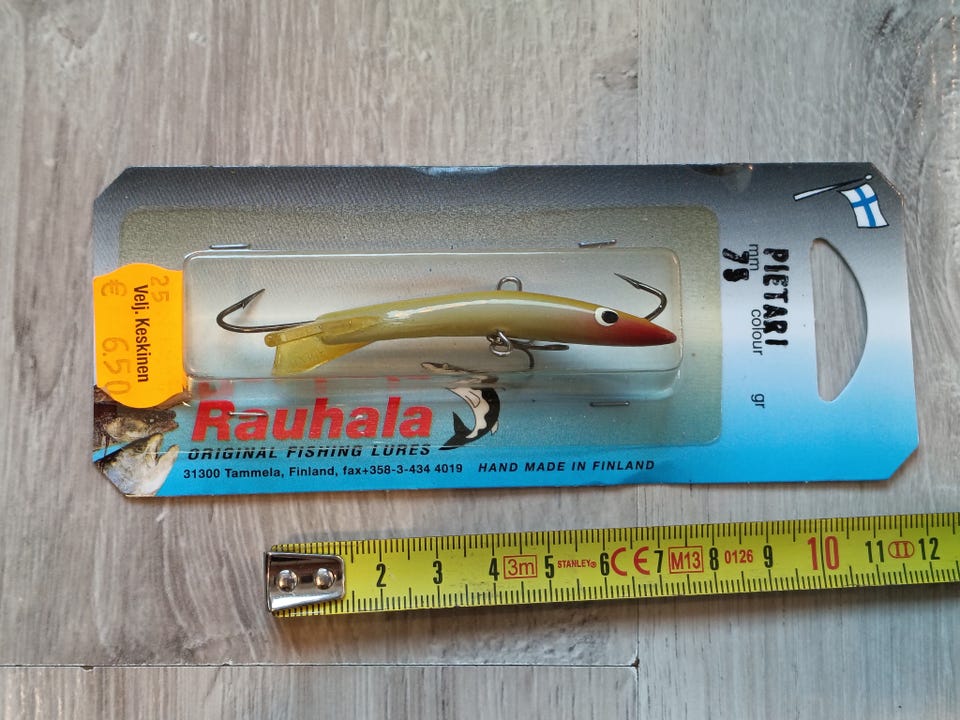 PIETARI
mm 75 colour gr
25
Velj. Keskinen
€ 6.50
Rauhala
ORIGINAL FISHING LURES
31300 Tammela, Finland, fax+358-3-434 4019 HAND MADE IN FINLAND
2 3 4 3m 5 STANLEY® 6 CE 7 M13 8 0126 9 10 11 II 12